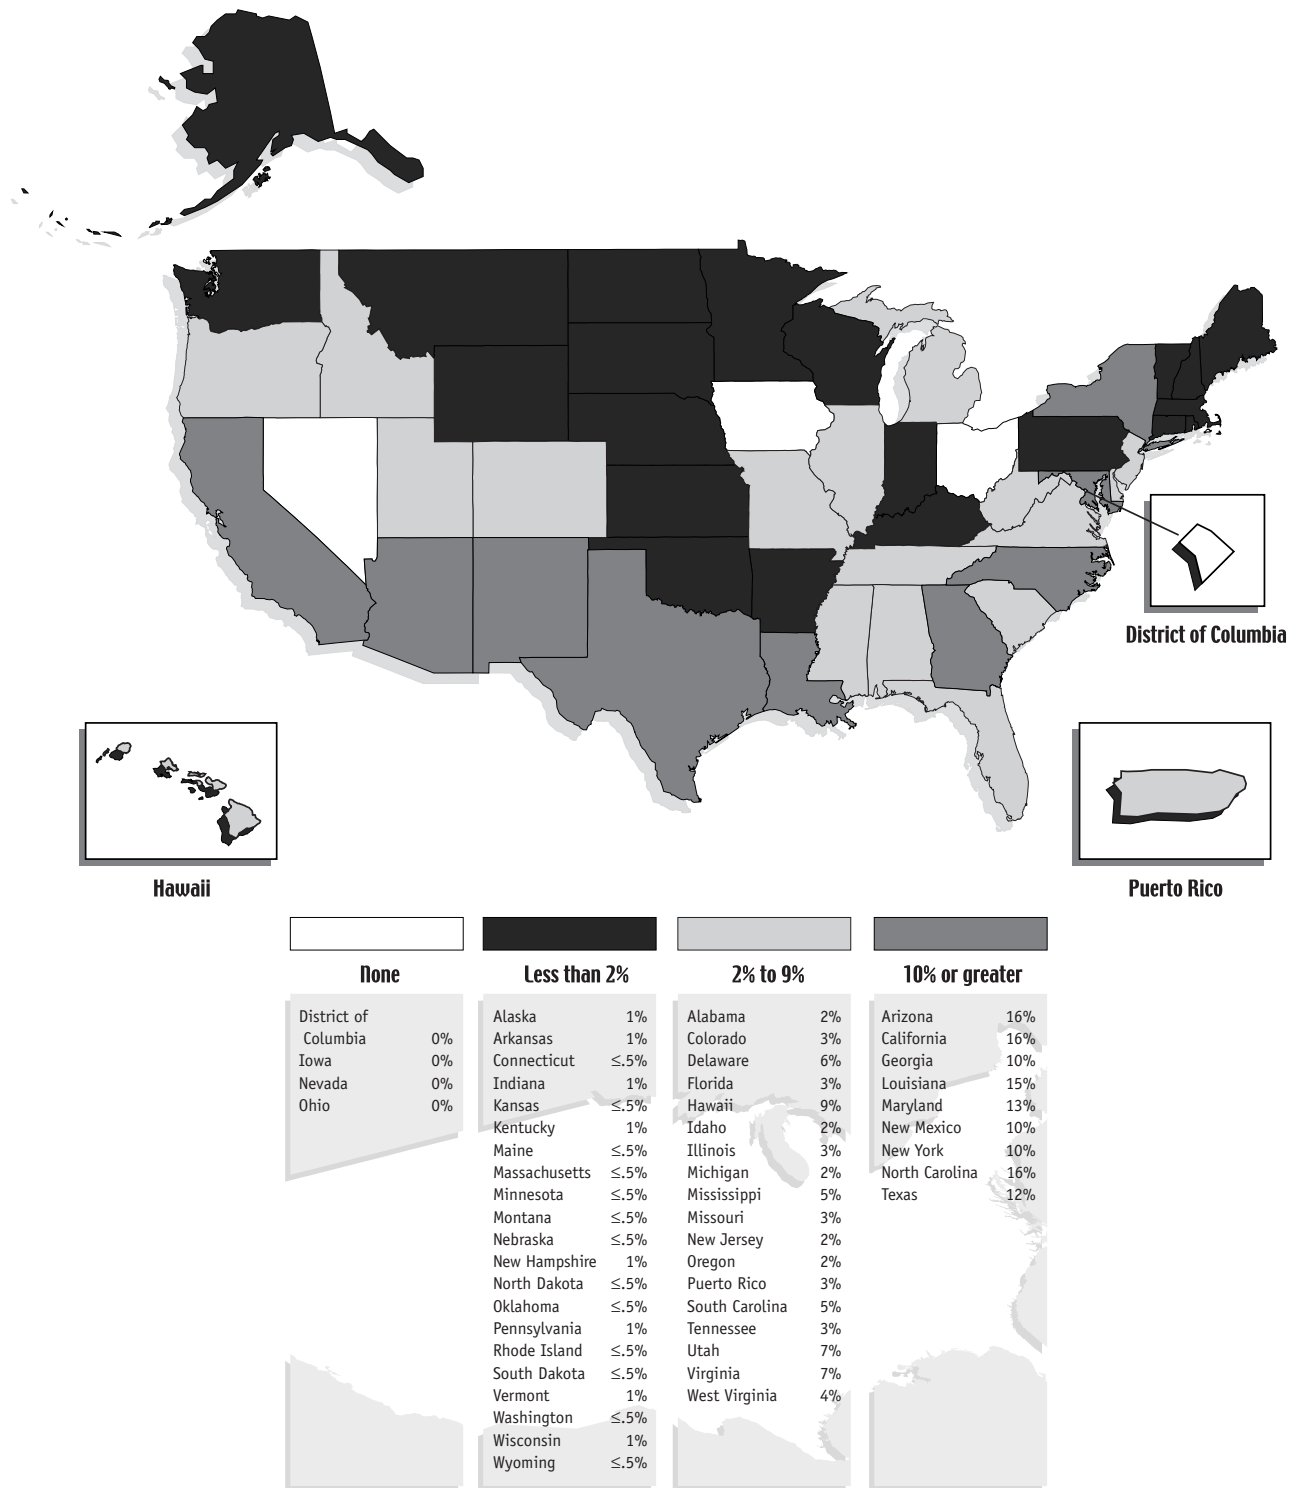 District of Columbia
Hawaii
Puerto Rico
None
District of
Columbia 0%
Iowa 0%
Nevada 0%
Ohio 0%
Less than 2%
Alaska 1%
Arkansas 1%
Connecticut ≤.5%
Indiana 1%
Kansas ≤.5%
Kentucky 1%
Maine ≤.5%
Massachusetts ≤.5%
Minnesota ≤.5%
Montana ≤.5%
Nebraska ≤.5%
New Hampshire 1%
North Dakota ≤.5%
Oklahoma ≤.5%
Pennsylvania 1%
Rhode Island ≤.5%
South Dakota ≤.5%
Vermont 1%
Washington ≤.5%
Wisconsin 1%
Wyoming ≤.5%
2% to 9%
Alabama 2%
Colorado 3%
Delaware 6%
Florida 3%
Hawaii 9%
Idaho 2%
Illinois 3%
Michigan 2%
Mississippi 5%
Missouri 3%
New Jersey 2%
Oregon 2%
Puerto Rico 3%
South Carolina 5%
Tennessee 3%
Utah 7%
Virginia 7%
West Virginia 4%
10% or greater
Arizona 16%
California 16%
Georgia 10%
Louisiana 15%
Maryland 13%
New Mexico 10%
New York 10%
North Carolina 16%
Texas 12%